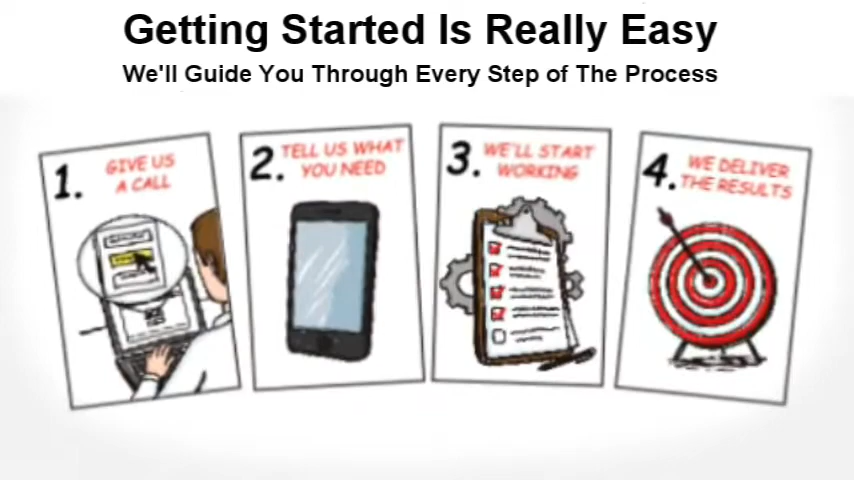 Getting Started Is Really Easy
We'll Guide You Through Every Step of The Process
1. GIVE US
A CALL
2. TELL US WHAT
YOU NEED
3. WE'LL START
WORKING
4. WE DELIVER
THE RESULTS